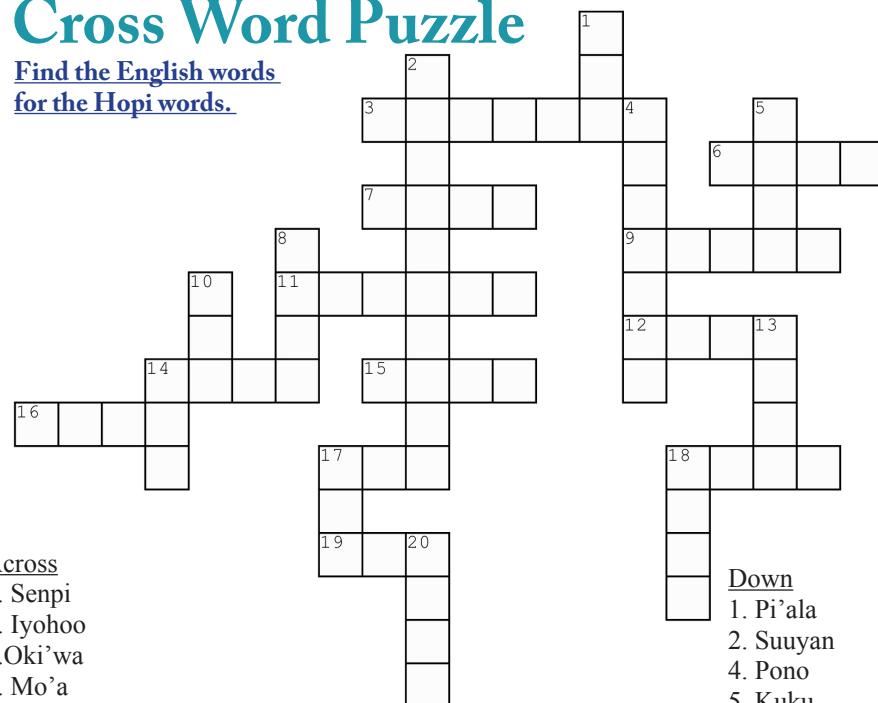 Cross Word Puzzle
Find the English words
for the Hopi words.
1
2
3 4 5
6
7
8 9
10 11
12 13
14 15
16
17 18
19 20
. Senpi
. Iyohoo
.Oki’wa
. Mo’a
Down
1. Pi’ala
2. Suuyan
4. Pono
5. Kuku